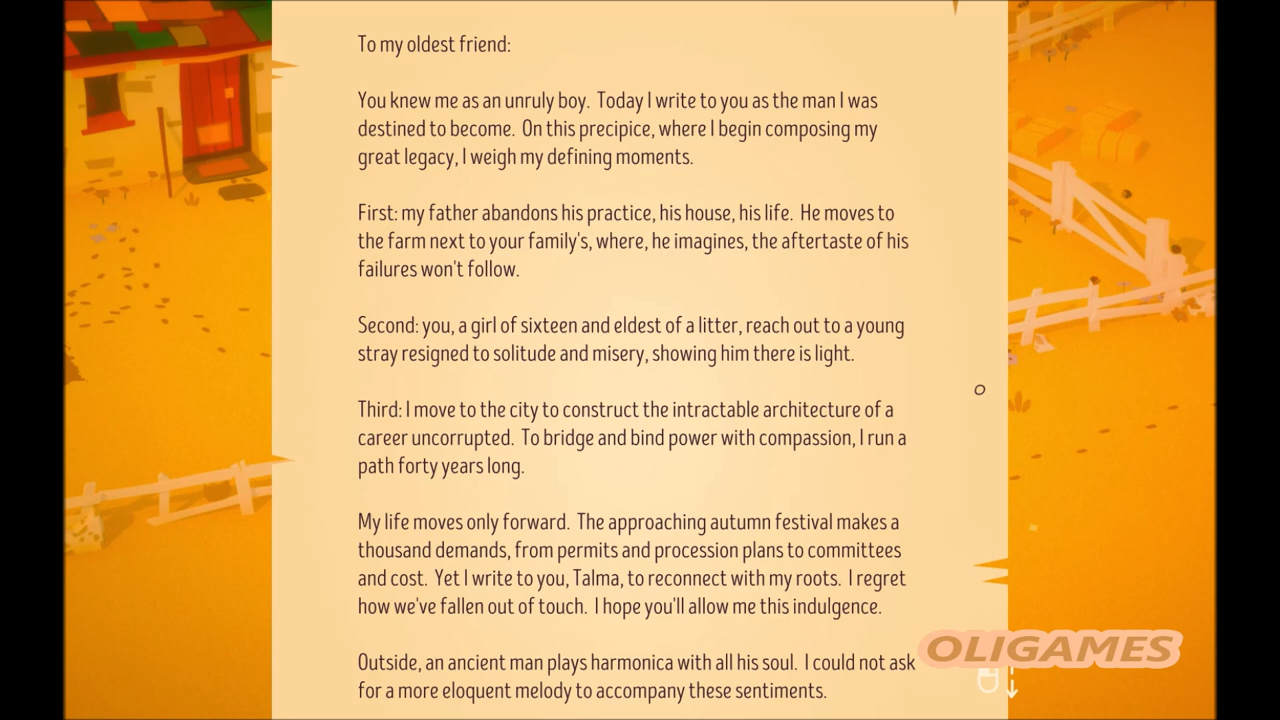 To my oldest friend:
You knew me as an unruly boy.  Today I write to you as the man I was
destined to become.  On this precipice, where I begin composing my
great legacy, I weigh my defining moments.
First: my father abandons his practice, his house, his life.  He moves to
the farm next to your family's, where, he imagines, the aftertaste of his
failures won't follow.
Second: you, a girl of sixteen and eldest of a litter, reach out to a young
stray resigned to solitude and misery, showing him there is light.
Third: I move to the city to construct the intractable architecture of a
career uncorrupted.  To bridge and bind power with compassion, I run a
path forty years long.
My life moves only forward.  The approaching autumn festival makes a
thousand demands, from permits and procession plans to committees
and cost.  Yet I write to you, Talma, to reconnect with my roots.  I regret
how we've fallen out of touch.  I hope you'll allow me this indulgence.
Outside, an ancient man plays harmonica with all his soul.  I could not ask
for a more eloquent melody to accompany these sentiments.
OLIGAMES